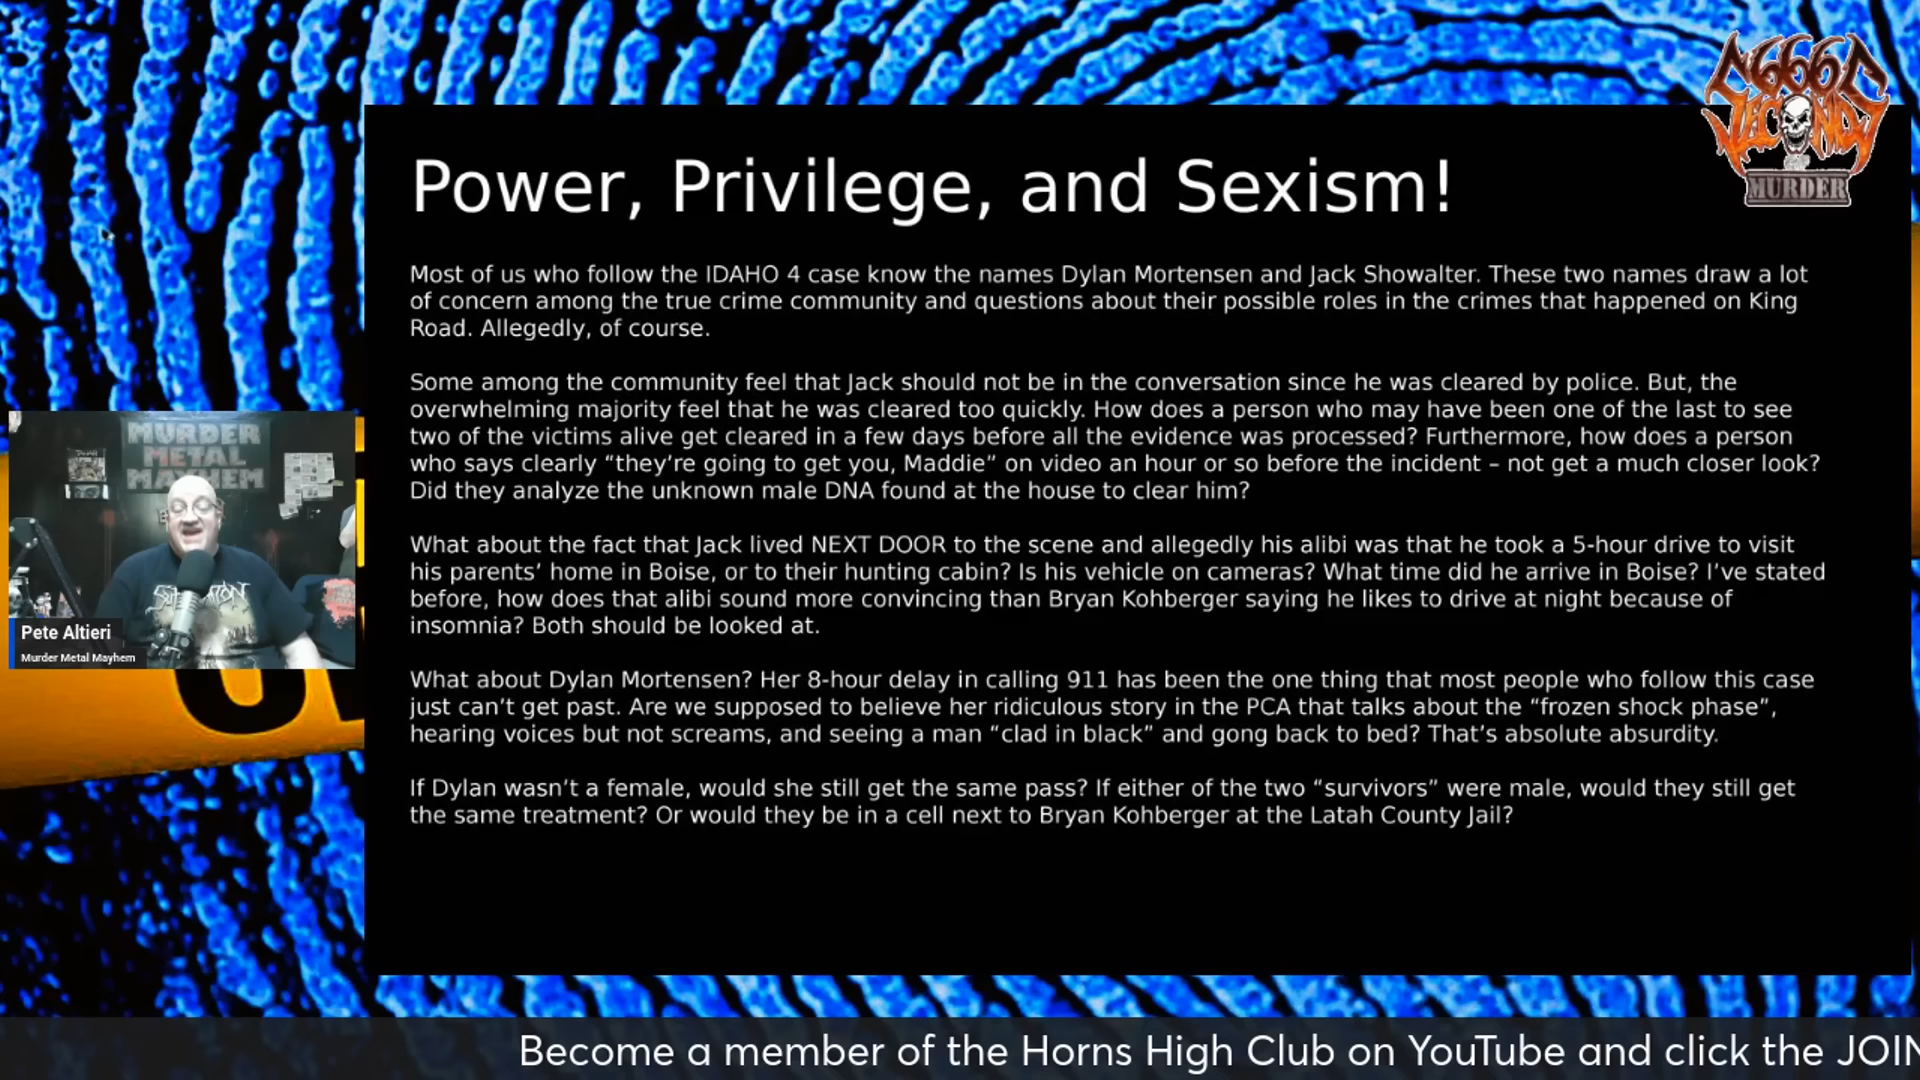 6666
SECONDS
OF
MURDER
Power, Privilege, and Sexism!
Most of us who follow the IDAHO 4 case know the names Dylan Mortensen and Jack Showalter. These two names draw a lot
of concern among the true crime community and questions about their possible roles in the crimes that happened on King
Road. Allegedly, of course.
Some among the community feel that Jack should not be in the conversation since he was cleared by police. But, the
overwhelming majority feel that he was cleared too quickly. How does a person who may have been one of the last to see
two of the victims alive get cleared in a few days before all the evidence was processed? Furthermore, how does a person
who says clearly “they’re going to get you, Maddie” on video an hour or so before the incident – not get a much closer look?
Did they analyze the unknown male DNA found at the house to clear him?
What about the fact that Jack lived NEXT DOOR to the scene and allegedly his alibi was that he took a 5-hour drive to visit
his parents’ home in Boise, or to their hunting cabin? Is his vehicle on cameras? What time did he arrive in Boise? I’ve stated
before, how does that alibi sound more convincing than Bryan Kohberger saying he likes to drive at night because of
insomnia? Both should be looked at.
What about Dylan Mortensen? Her 8-hour delay in calling 911 has been the one thing that most people who follow this case
just can’t get past. Are we supposed to believe her ridiculous story in the PCA that talks about the “frozen shock phase”,
hearing voices but not screams, and seeing a man “clad in black” and gong back to bed? That’s absolute absurdity.
If Dylan wasn’t a female, would she still get the same pass? If either of the two “survivors” were male, would they still get
the same treatment? Or would they be in a cell next to Bryan Kohberger at the Latah County Jail?
MURDER
METAL
MAYHEM
SUFFOCATION
Pete Altieri
Murder Metal Mayhem
Become a member of the Horns High Club on YouTube and click the JOIN